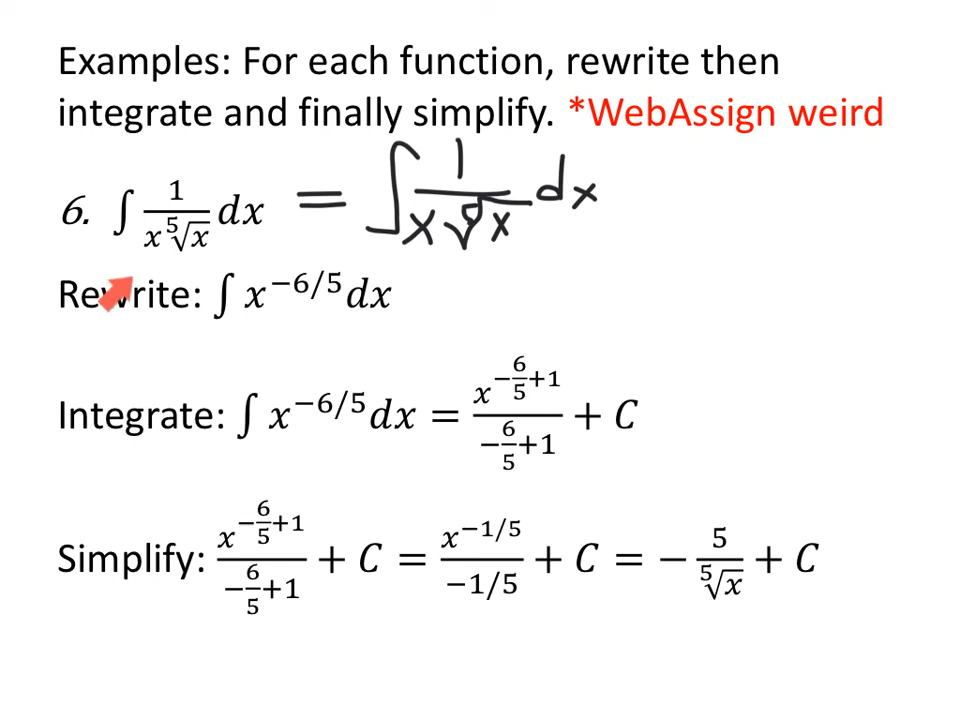 Examples: For each function, rewrite then
integrate and finally simplify. *WebAssign weird
6. ∫ 1/(x ⁵√x) dx = ∫ 1/(x ⁵√x) dx
Rewrite: ∫ x^(−6/5) dx
Integrate: ∫ x^(−6/5) dx = x^(−6/5+1)/(−6/5+1) + C
Simplify: x^(−6/5+1)/(−6/5+1) + C = x^(−1/5)/(−1/5) + C = − 5/⁵√x + C